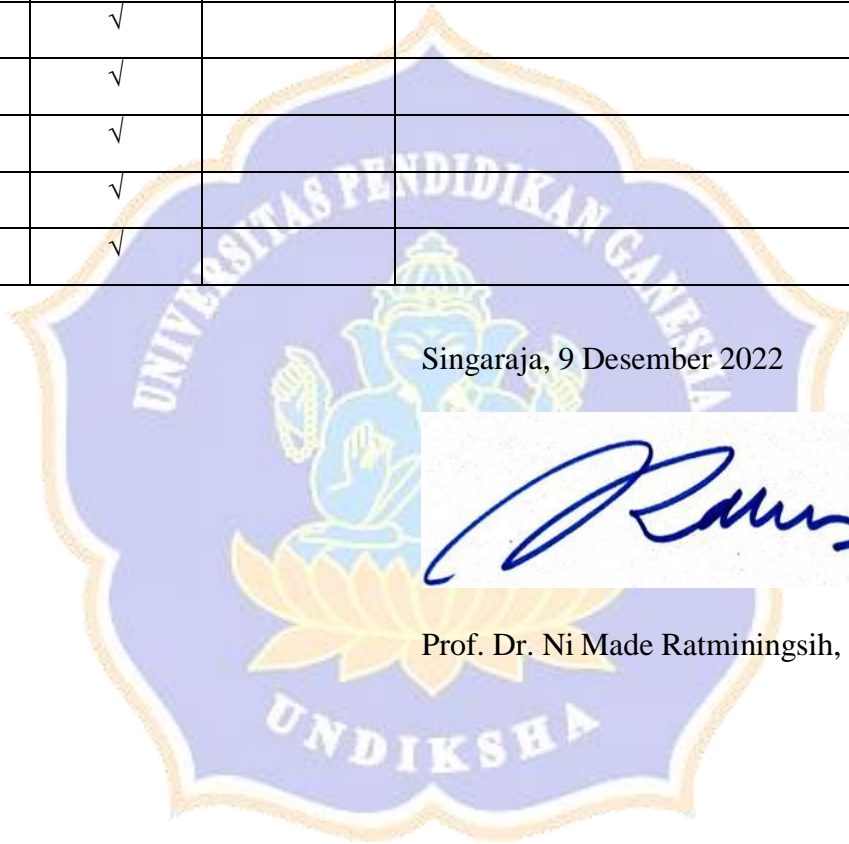 √
√
√
√
√
UNIVERSITAS PENDIDIKAN GANESHA
Singaraja, 9 Desember 2022
Prof. Dr. Ni Made Ratminingsih,
UNDIKSHA